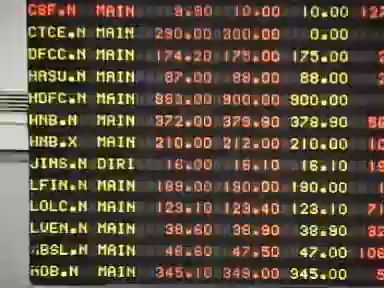 CSF.N MAIN 9.90 10.00 10.00 12
CTCE.N MAIN 290.00 300.00 0.00
DFCC.N MAIN 174.20 175.00 175.00
HASU.N MAIN 87.00 88.00 88.00
HDFC.N MAIN 883.00 900.00 900.00
HNB.N MAIN 372.00 379.90 378.90
HNB.X MAIN 210.00 212.00 210.00 10
JINS.N DIRI 16.00 16.10 16.10
LFIN.N MAIN 189.00 190.00 190.00
LOLC.N MAIN 123.10 123.40 123.10
LVEN.N MAIN 38.60 38.90 38.90
MBSL.N MAIN 46.60 47.50 47.00
NDB.N MAIN 345.10 349.00 345.00